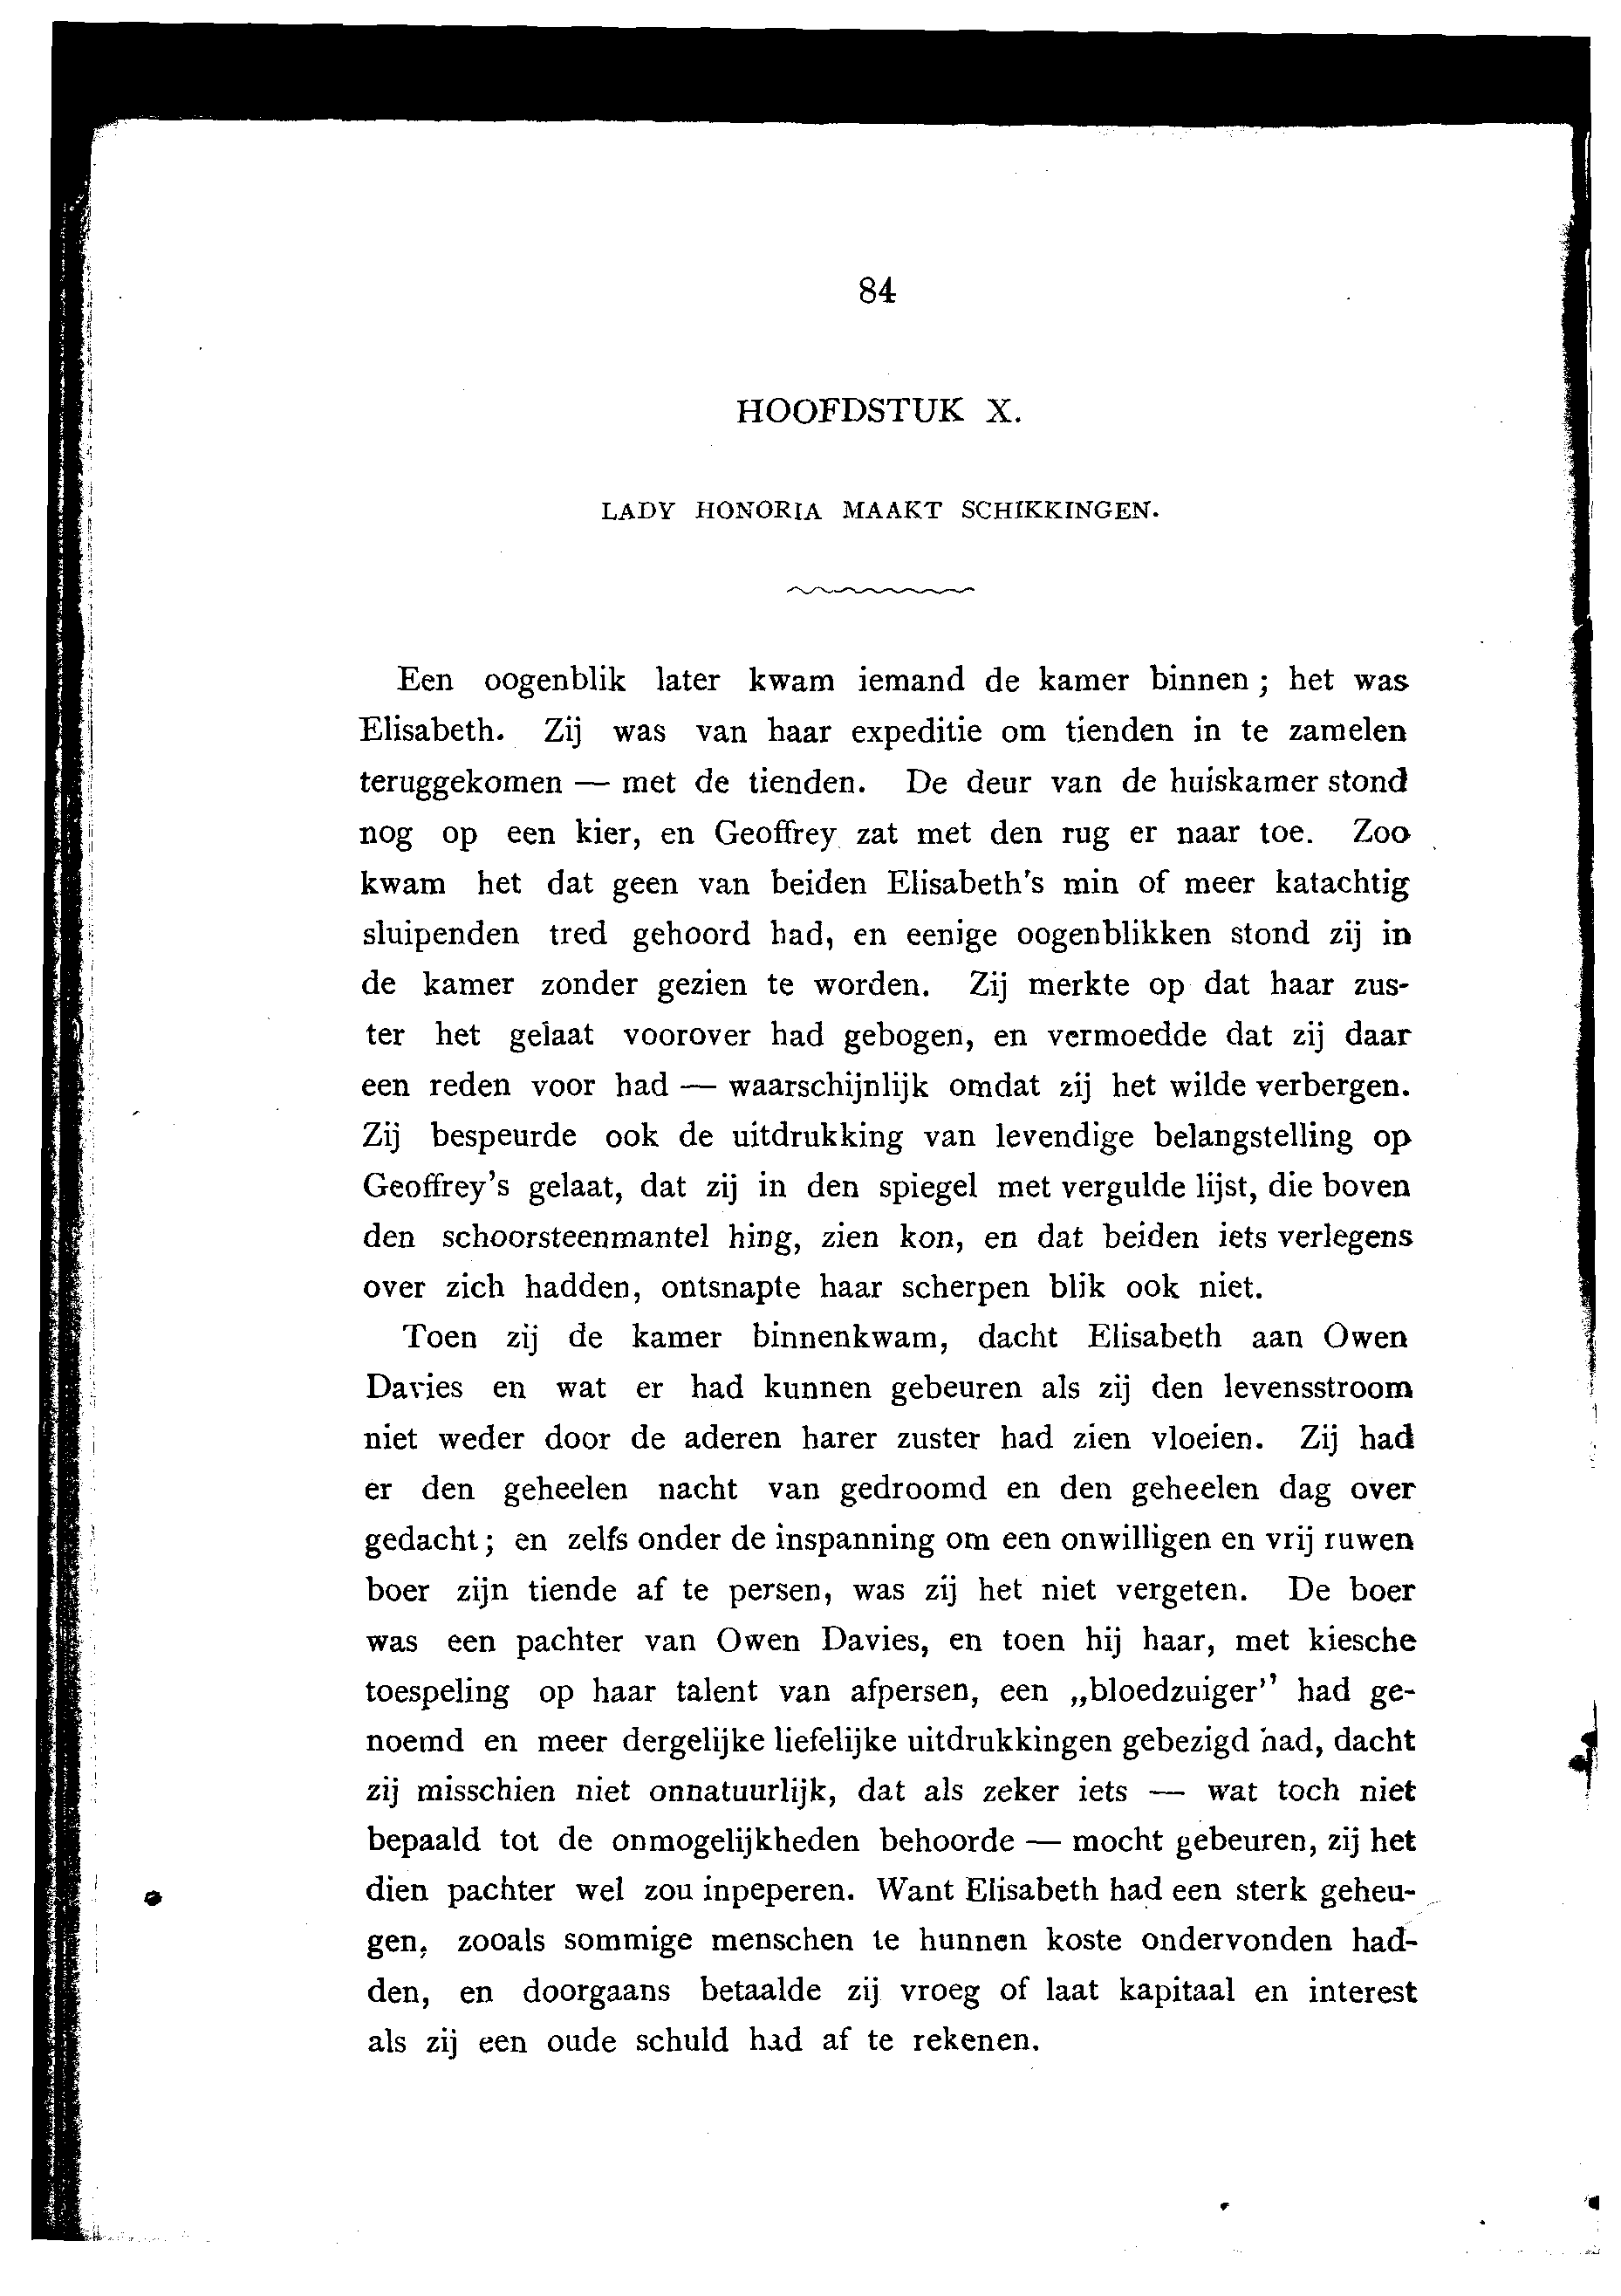 84
HOOFDSTUK X.
LADY HONORIA MAAKT SCHIKKINGEN.
Een oogenblik later kwam iemand de kamer binnen; het was
Elisabeth. Zij was van haar expeditie om tienden in te zamelen
teruggekomen — met de tienden. De deur van de huiskamer stond
nog op een kier, en Geoffrey zat met den rug er naar toe. Zoo
kwam het dat geen van beiden Elisabeth's min of meer katachtig
sluipenden tred gehoord had, en eenige oogenblikken stond zij in
de kamer zonder gezien te worden. Zij merkte op dat haar zus-
ter het gelaat voorover had gebogen, en vermoedde dat zij daar
een reden voor had — waarschijnlijk omdat zij het wilde verbergen.
Zij bespeurde ook de uitdrukking van levendige belangstelling op
Geoffrey's gelaat, dat zij in den spiegel met vergulde lijst, die boven
den schoorsteenmantel hing, zien kon, en dat beiden iets verlegens
over zich hadden, ontsnapte haar scherpen blik ook niet.
Toen zij de kamer binnenkwam, dacht Elisabeth aan Owen
Davies en wat er had kunnen gebeuren als zij den levensstroom
niet weder door de aderen harer zuster had zien vloeien. Zij had
er den geheelen nacht van gedroomd en den geheelen dag over
gedacht; en zelfs onder de inspanning om een onwilligen en vrij ruwen
boer zijn tiende af te persen, was zij het niet vergeten. De boer
was een pachter van Owen Davies, en toen hij haar, met kiesche
toespeling op haar talent van afpersen, een „bloedzuiger'' had ge-
noemd en meer dergelijke liefelijke uitdrukkingen gebezigd had, dacht
zij misschien niet onnatuurlijk, dat als zeker iets — wat toch niet
bepaald tot de onmogelijkheden behoorde — mocht gebeuren, zij het
dien pachter wel zou inpeperen. Want Elisabeth had een sterk geheu-
gen, zooals sommige menschen te hunnen koste ondervonden had-
den, en doorgaans betaalde zij vroeg of laat kapitaal en interest
als zij een oude schuld had af te rekenen.